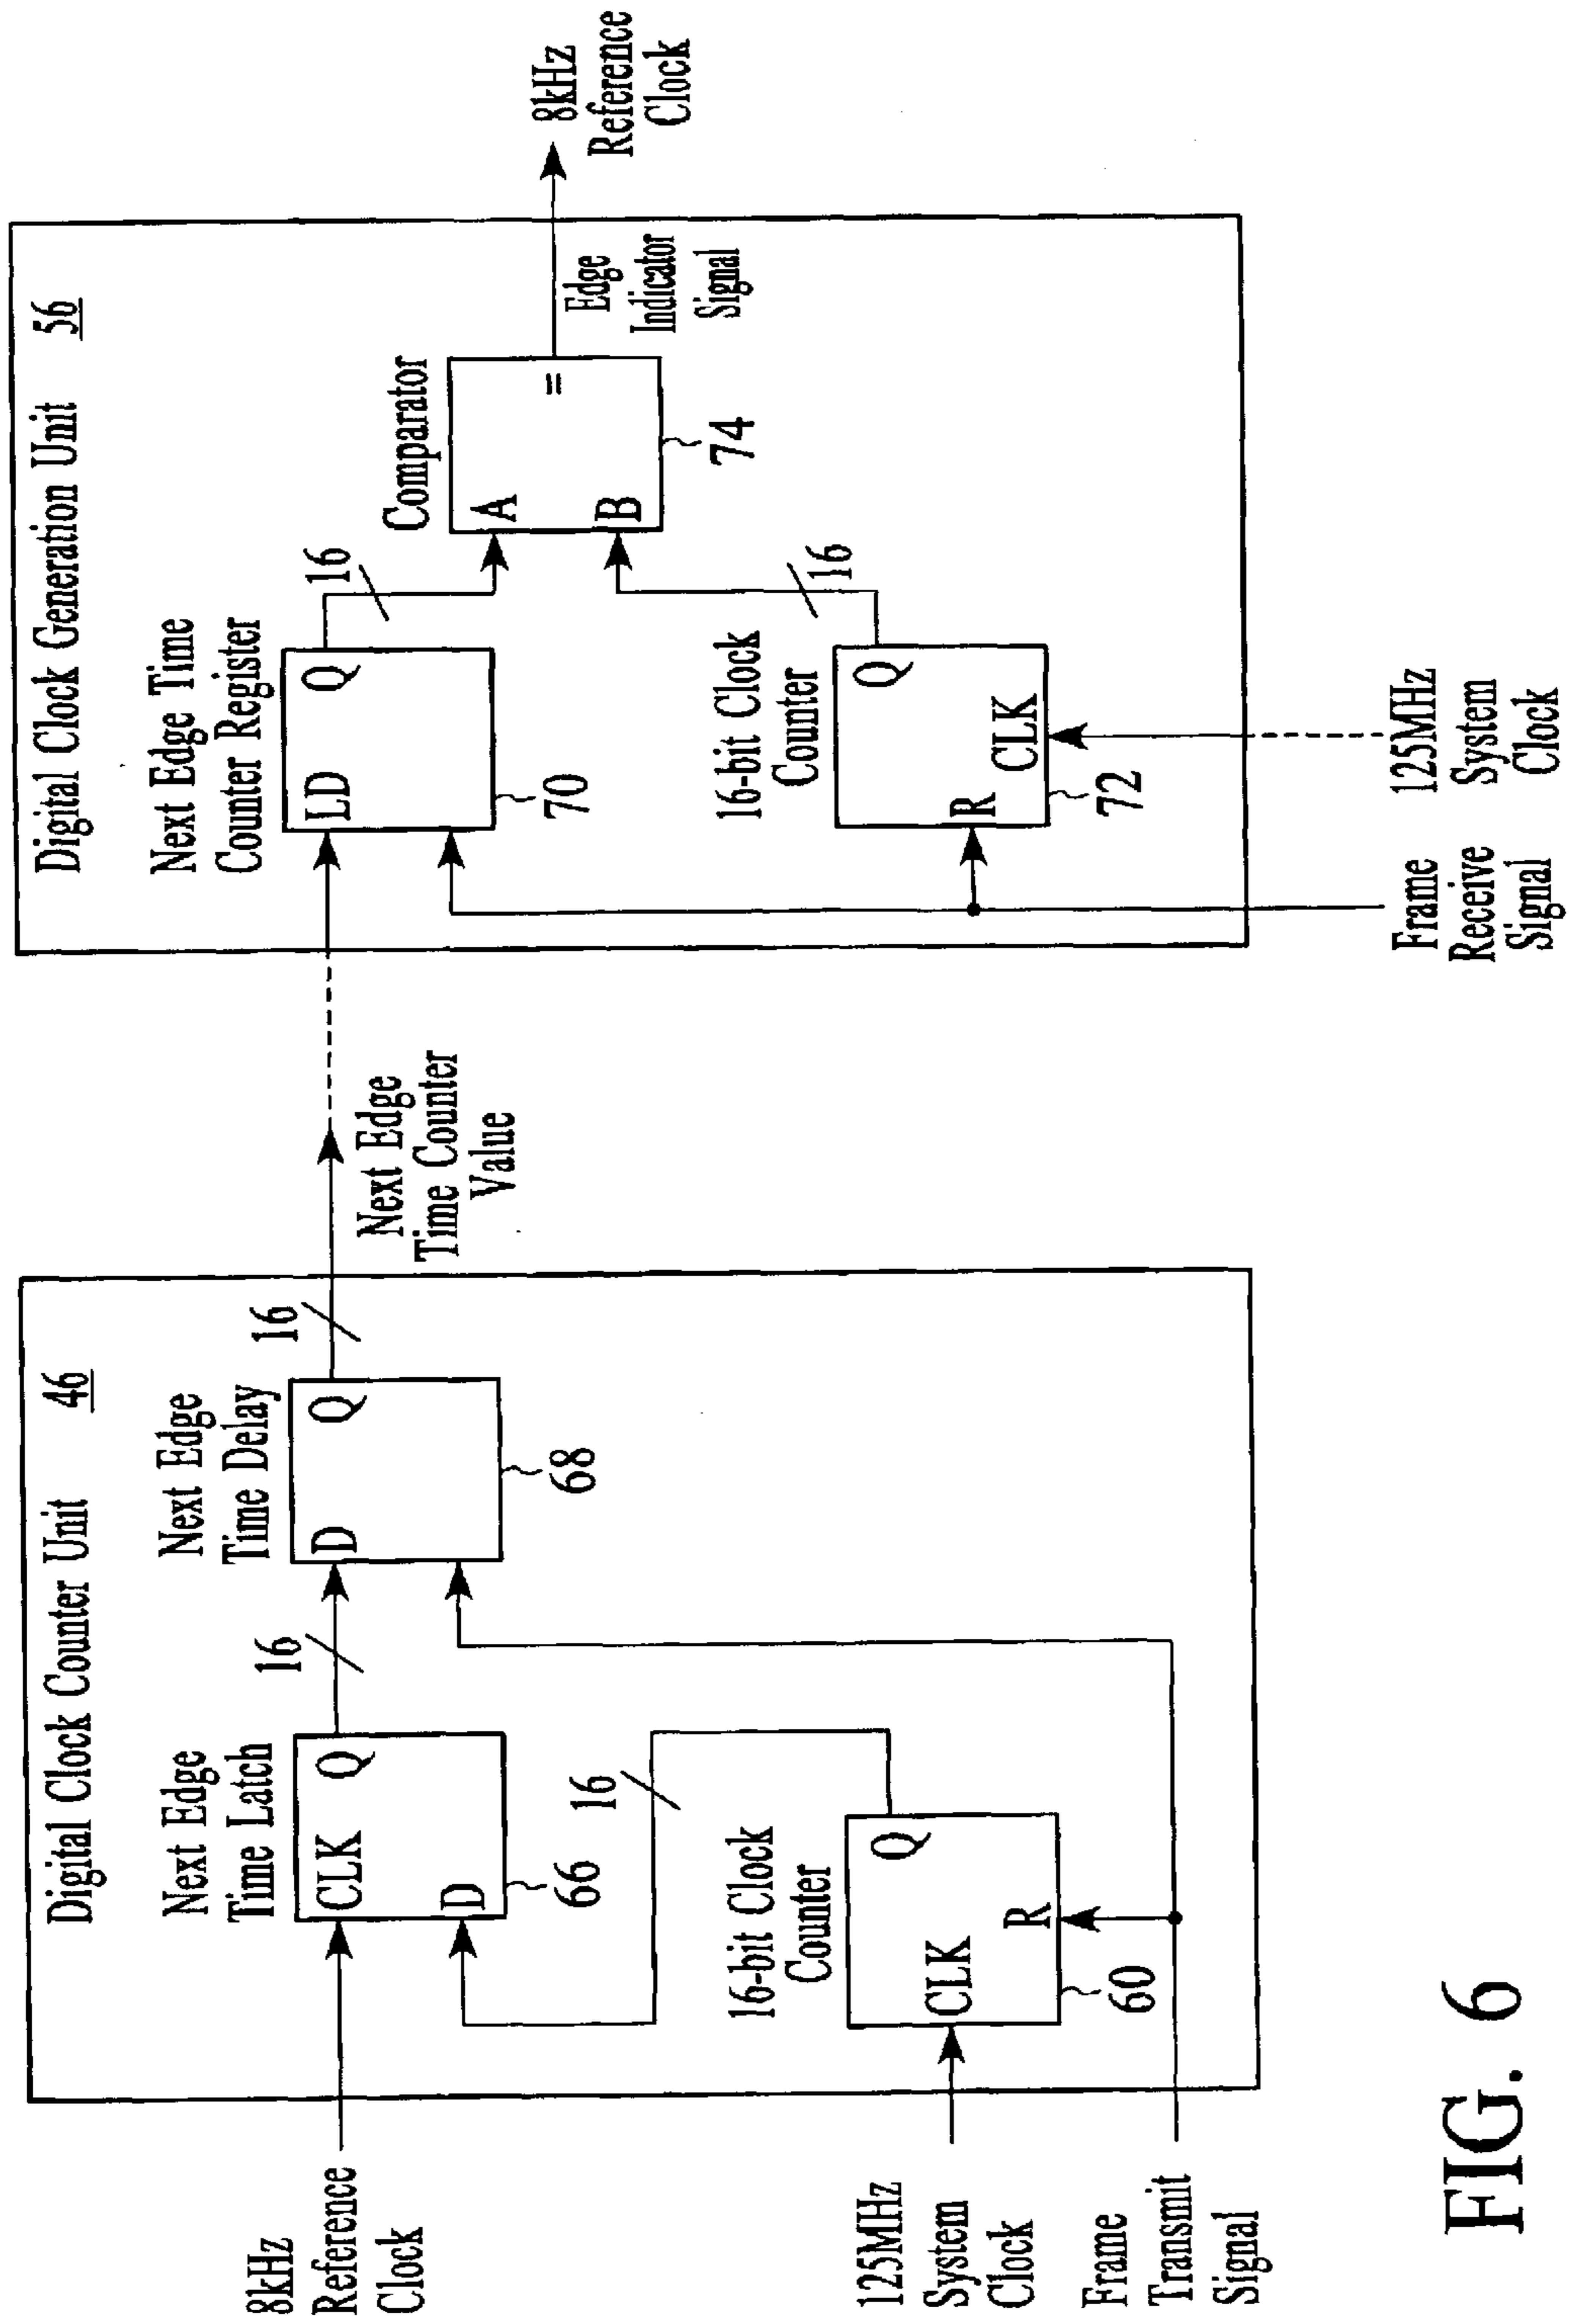 Digital Clock Counter Unit 46
8kHz
Reference
Clock
Next Edge
Time Latch
CLK Q
D
66
16
Next Edge
Time Delay
D Q
68
16
16
16-bit Clock
Counter
CLK Q
R
60
125MHz
System
Clock
Frame
Transmit
Signal
Next Edge
Time Counter
Value
Digital Clock Generation Unit 56
Next Edge Time
Counter Register
LD Q
70
16
Comparator
A
B
=
74
Edge
Indicator
Signal
8kHz
Reference
Clock
16-bit Clock
Counter
Q
R CLK
72
16
Frame
Receive
Signal
125MHz
System
Clock
FIG. 6